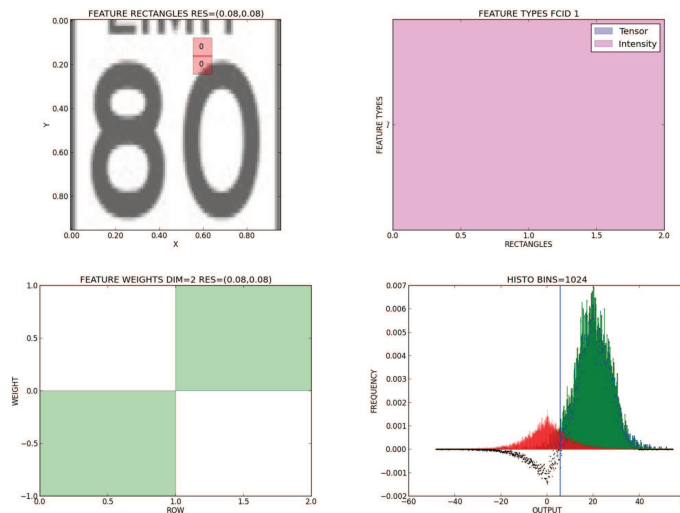 FEATURE RECTANGLES RES=(0.08,0.08)
0
0
80
0.00
0.20
0.40
0.60
0.80
Y
0.00 0.20 0.40 0.60 0.80
X
FEATURE TYPES FCID 1
Tensor
Intensity
FEATURE TYPES
7
0.0 0.5 1.0 1.5 2.0
RECTANGLES
FEATURE WEIGHTS DIM=2 RES=(0.08,0.08)
1.0
0.5
0.0
−0.5
−1.0
WEIGHT
0.0 0.5 1.0 1.5 2.0
ROW
HISTO BINS=1024
0.007
0.006
0.005
0.004
0.003
0.002
0.001
0.000
−0.001
−0.002
FREQUENCY
−60 −40 −20 0 20 40 60
OUTPUT